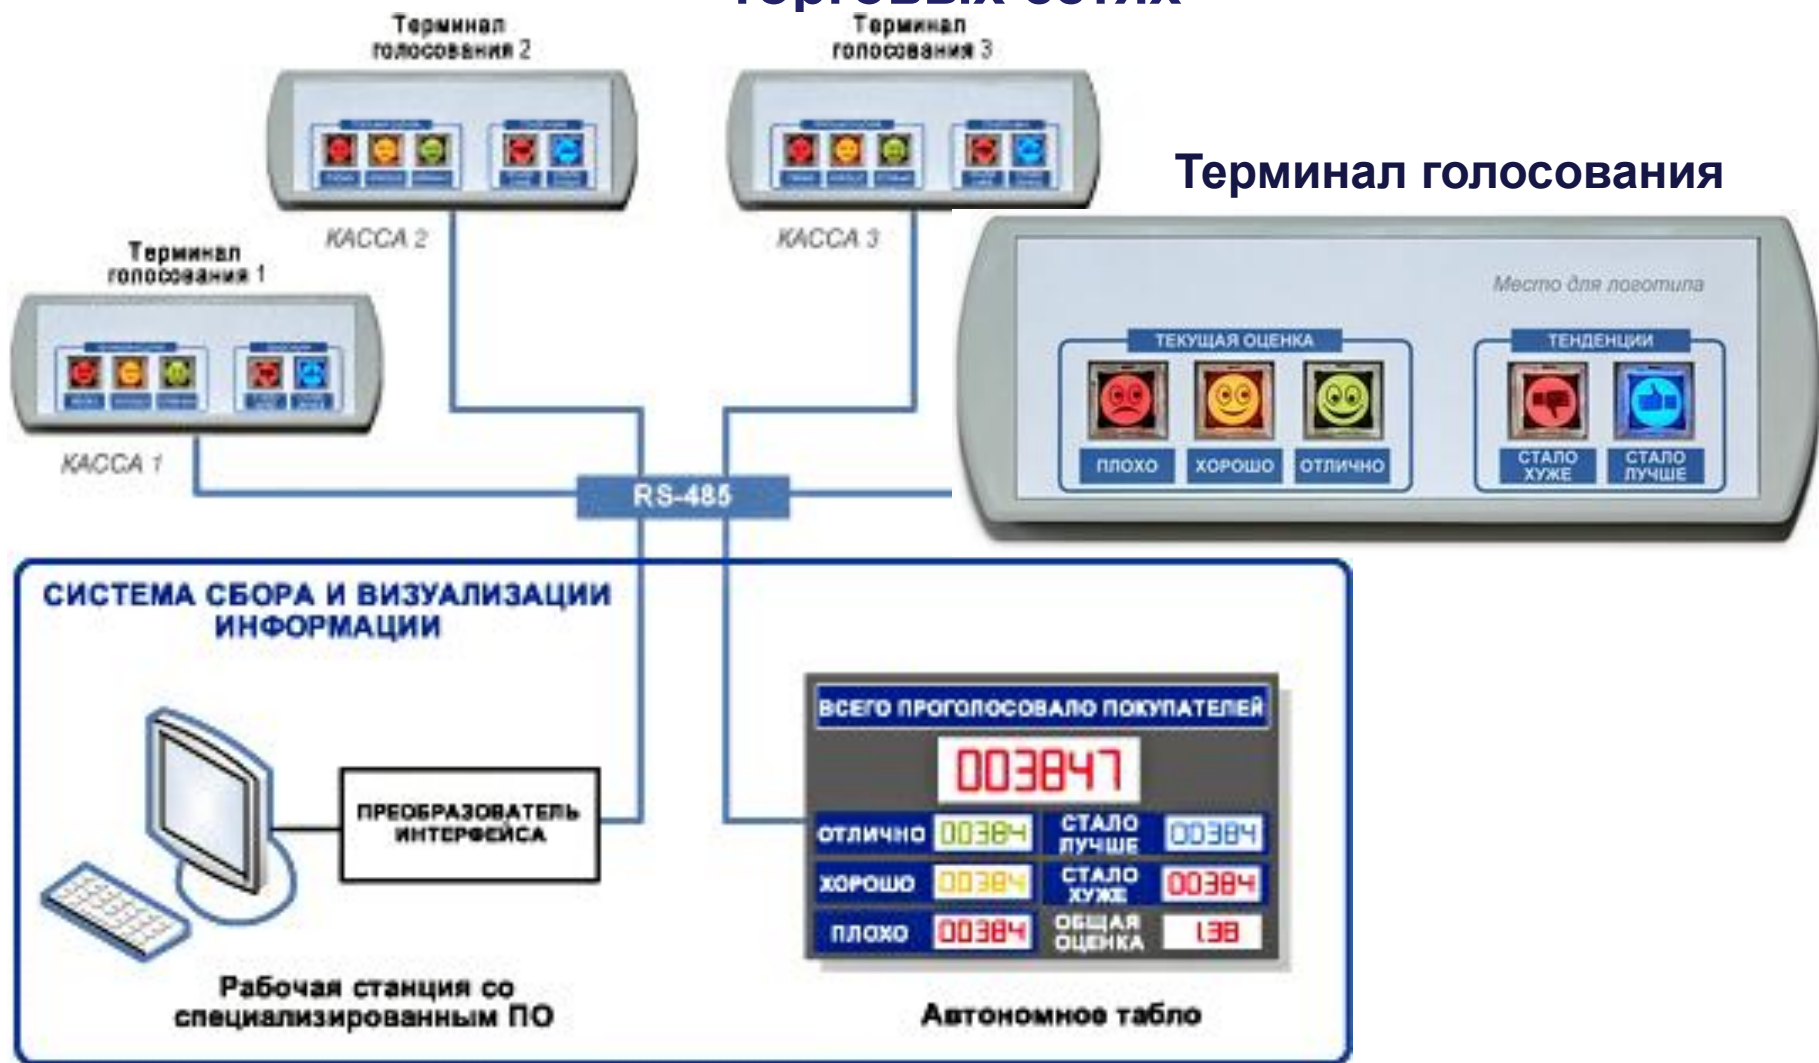 торговых сетях
Терминал
голосования 2
Терминал
голосования 3
КАССА 2
КАССА 3
Терминал
голосования 1
КАССА 1
Терминал голосования
Место для логотипа
ТЕКУЩАЯ ОЦЕНКА
ТЕНДЕНЦИИ
ПЛОХО
ХОРОШО
ОТЛИЧНО
СТАЛО
ХУЖЕ
СТАЛО
ЛУЧШЕ
RS-485
СИСТЕМА СБОРА И ВИЗУАЛИЗАЦИИ
ИНФОРМАЦИИ
ПРЕОБРАЗОВАТЕЛЬ
ИНТЕРФЕЙСА
Рабочая станция со
специализированным ПО
ВСЕГО ПРОГОЛОСОВАЛО ПОКУПАТЕЛЕЙ
003847
ОТЛИЧНО 00384
СТАЛО
ЛУЧШЕ 00384
ХОРОШО 00384
СТАЛО
ХУЖЕ 00384
ПЛОХО 00384
ОБЩАЯ
ОЦЕНКА 1.38
Автономное табло